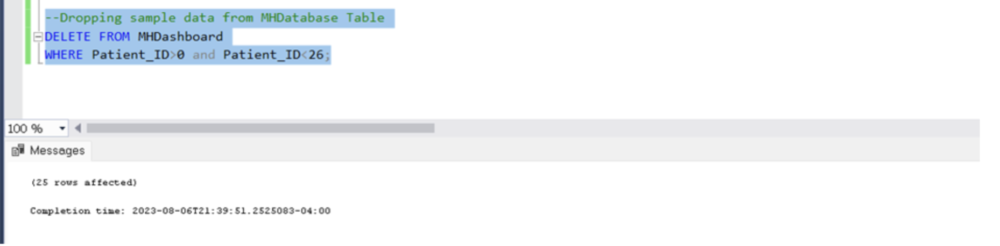 --Dropping sample data from MHDatabase Table
DELETE FROM MHDashboard
WHERE Patient_ID>0 and Patient_ID<26;
100 %
Messages
(25 rows affected)
Completion time: 2023-08-06T21:39:51.2525083-04:00